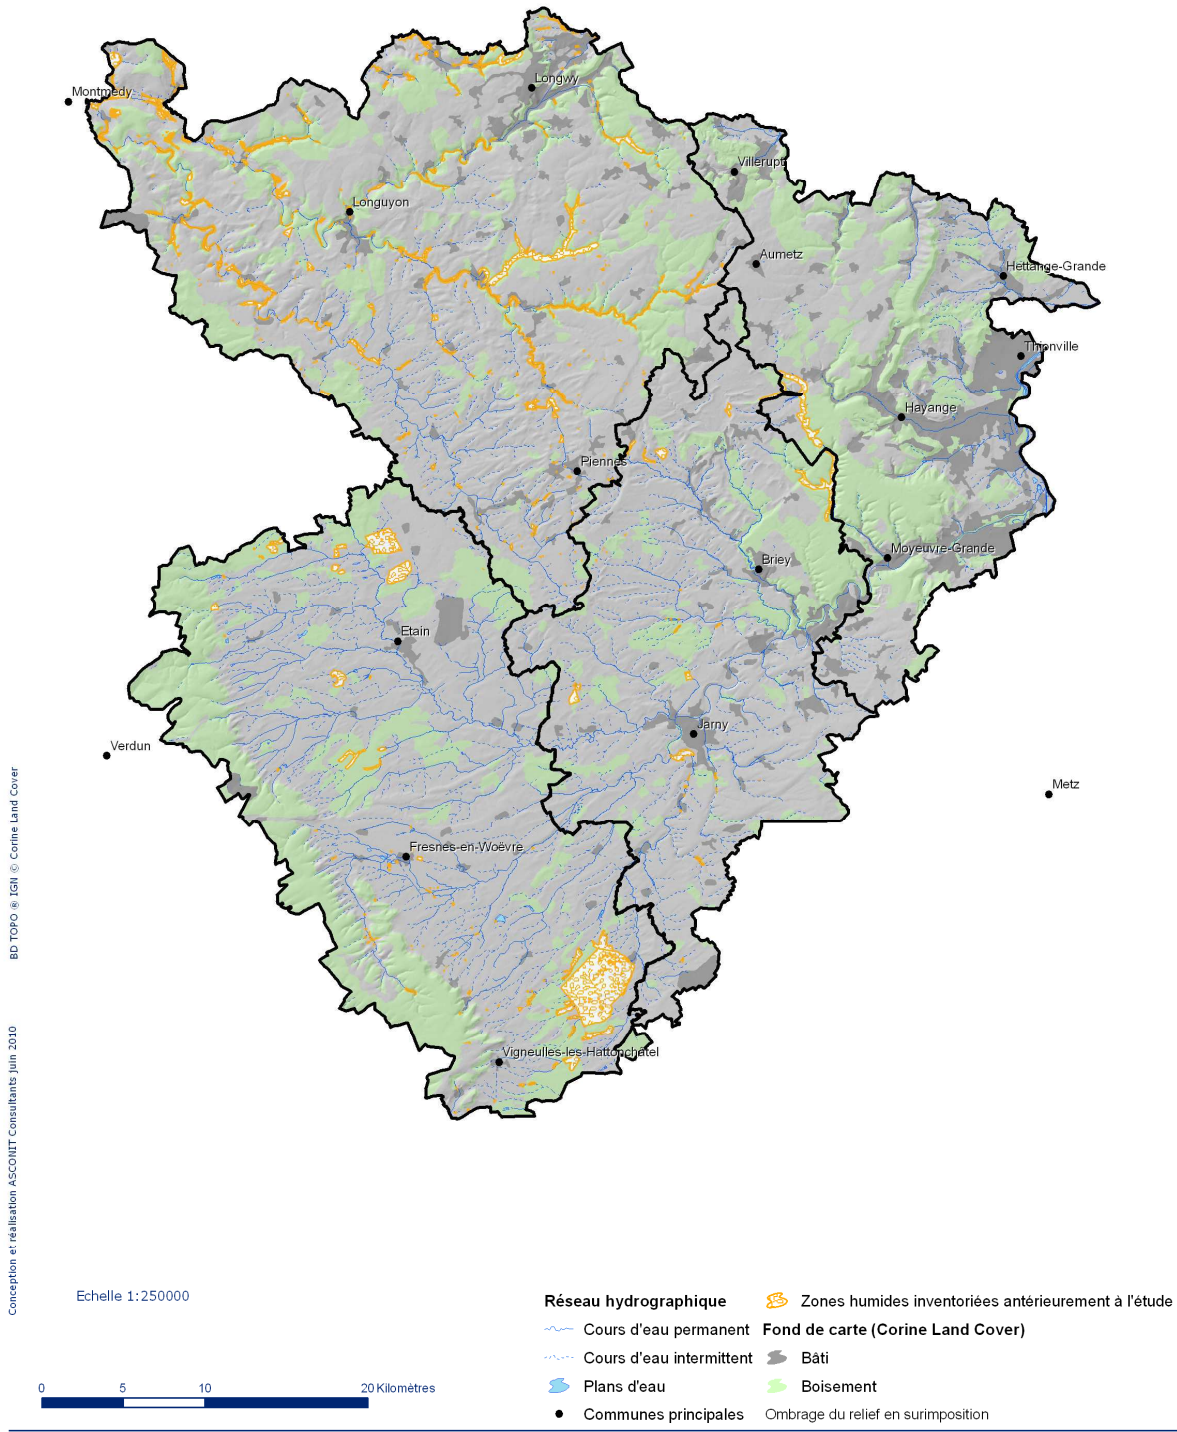 Longwy
Montmédy
Villerupt
Longuyon
Aumetz
Hettange-Grande
Thionville
Hayange
Piennes
Moyeuvre-Grande
Briey
Etain
Jarny
Verdun
Metz
Fresnes-en-Woëvre
Vigneulles-les-Hattonchâtel
BD TOPO ® IGN © Corine Land Cover
Conception et réalisation ASCONIT Consultants Juin 2010
Echelle 1:250000
0 5 10 20 Kilomètres
Réseau hydrographique
Cours d'eau permanent
Cours d'eau intermittent
Plans d'eau
Communes principales
Zones humides inventoriées antérieurement à l'étude
Fond de carte (Corine Land Cover)
Bâti
Boisement
Ombrage du relief en surimposition